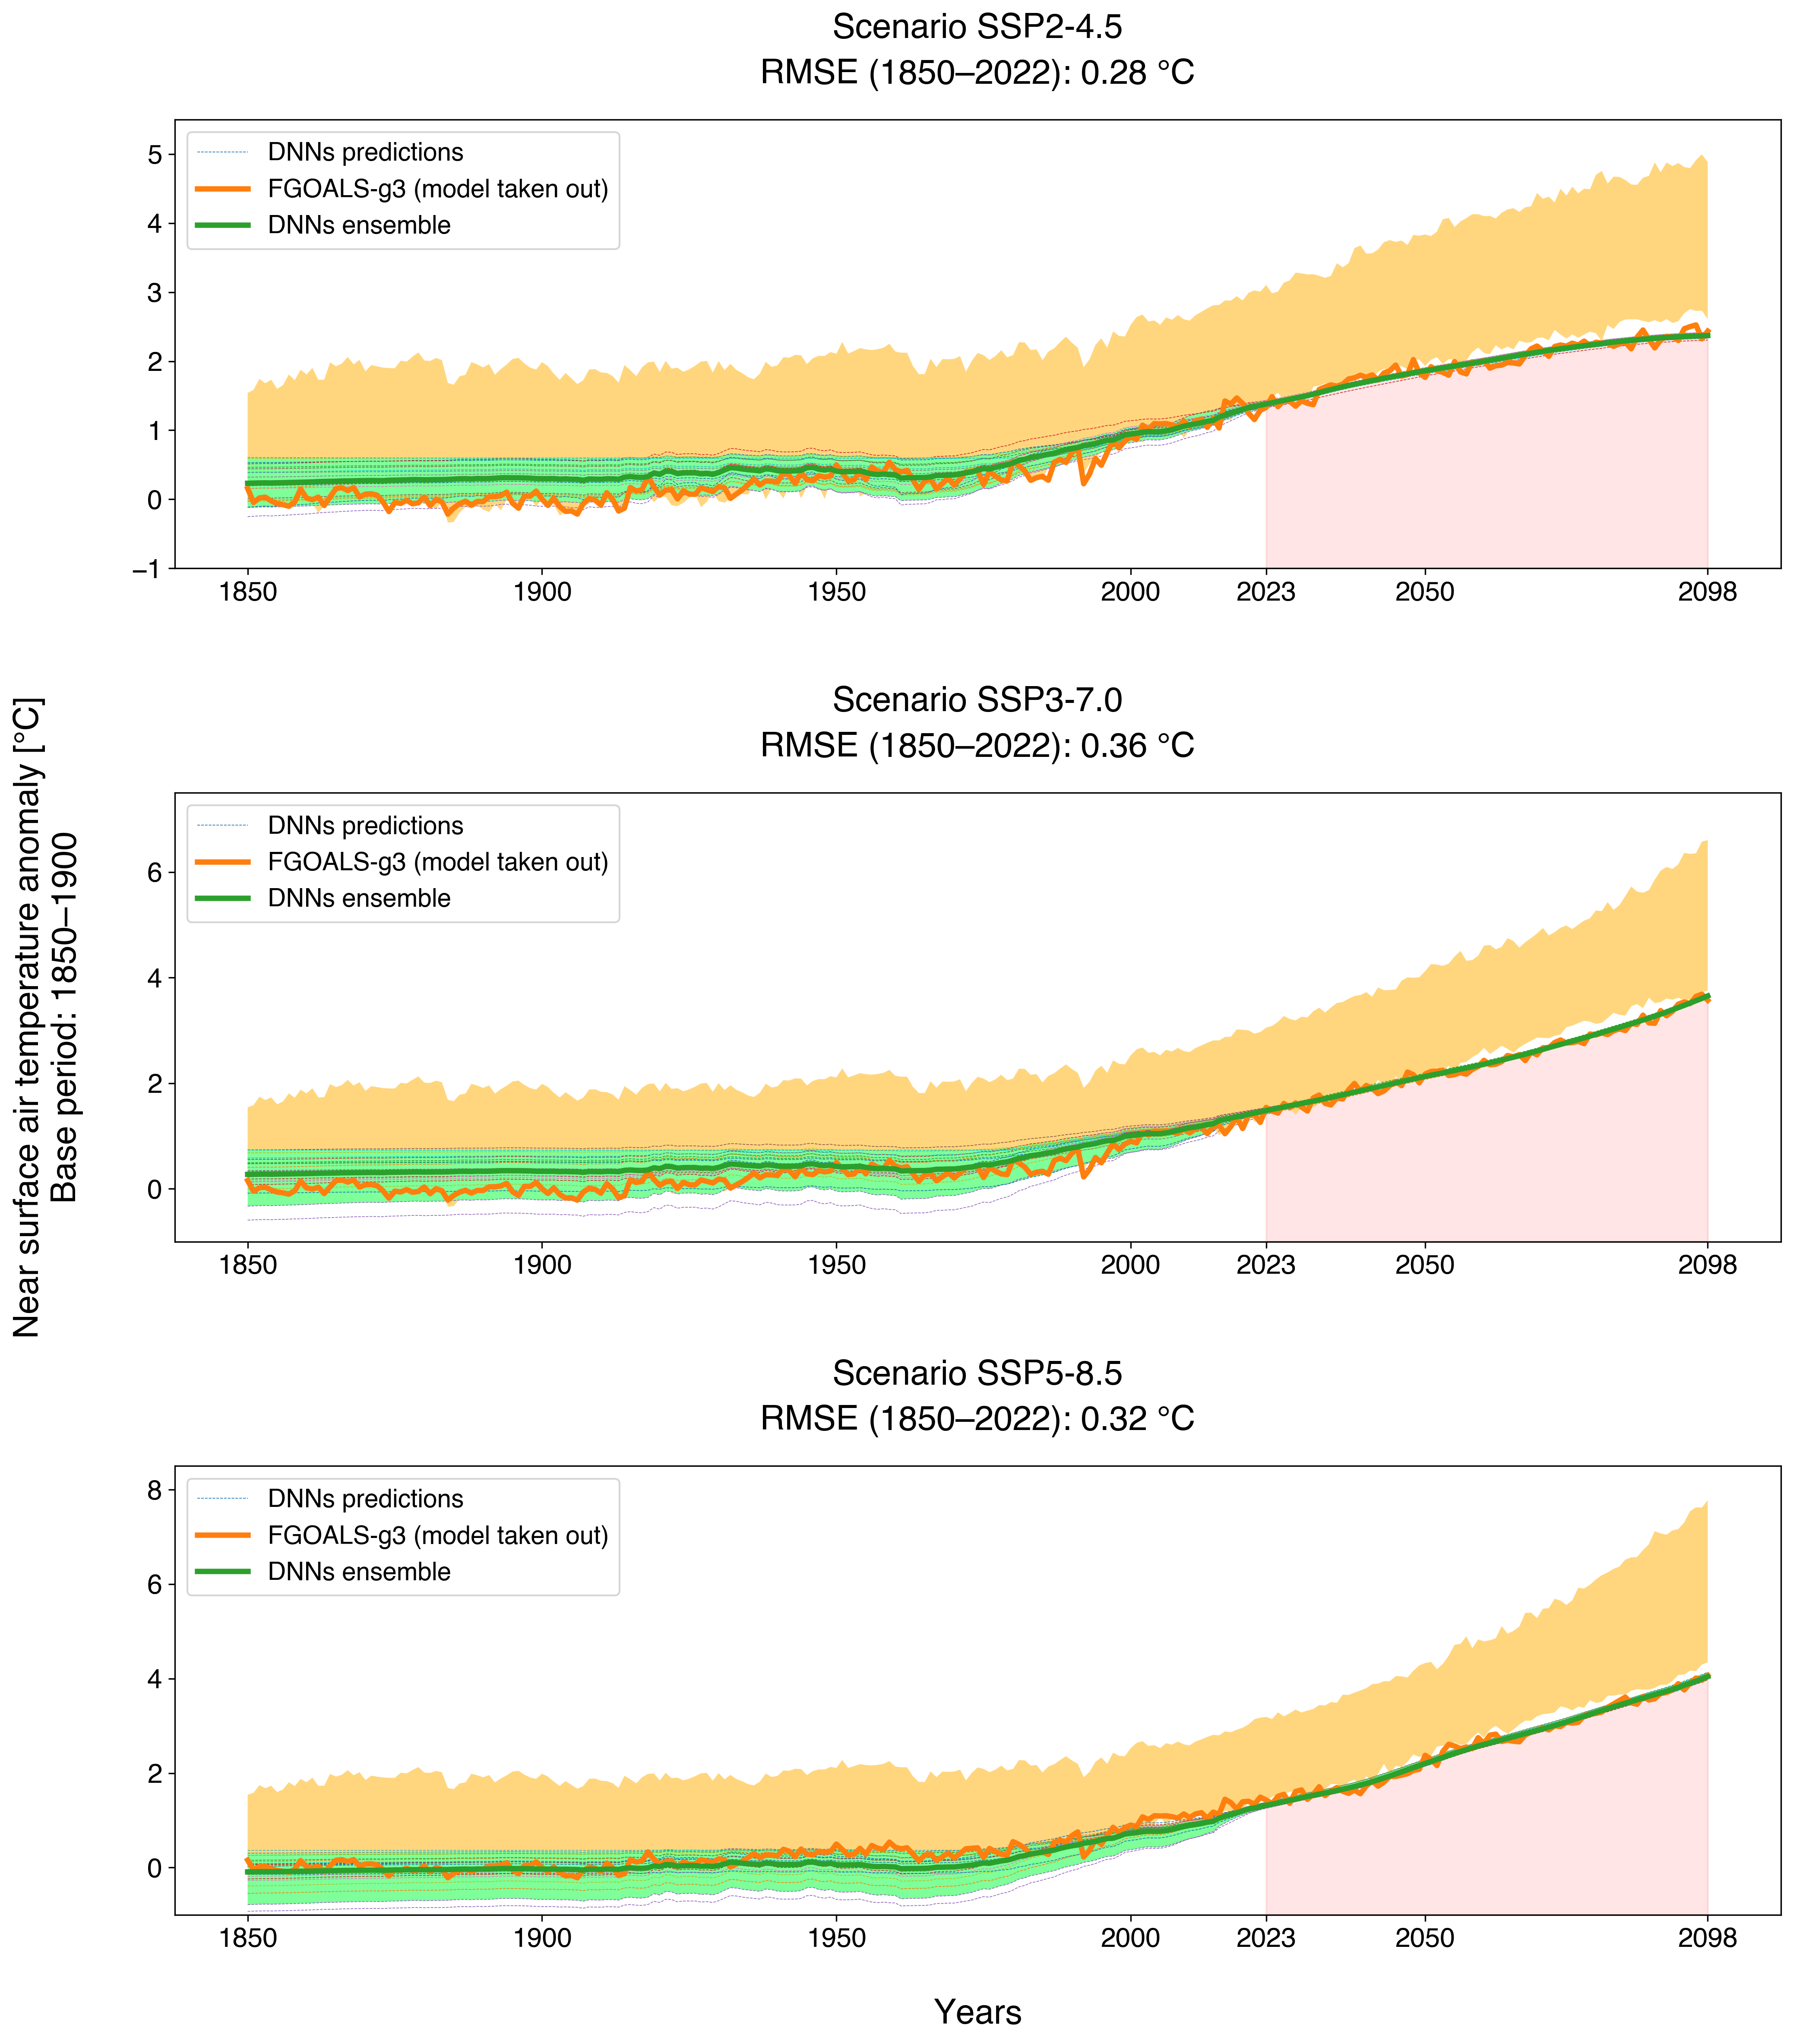 Scenario SSP2-4.5
RMSE (1850–2022): 0.28 °C
DNNs predictions
FGOALS-g3 (model taken out)
DNNs ensemble
5
4
3
2
1
0
−1
1850 1900 1950 2000 2023 2050 2098
Near surface air temperature anomaly [°C]
Base period: 1850–1900
Scenario SSP3-7.0
RMSE (1850–2022): 0.36 °C
DNNs predictions
FGOALS-g3 (model taken out)
DNNs ensemble
6
4
2
0
1850 1900 1950 2000 2023 2050 2098
Scenario SSP5-8.5
RMSE (1850–2022): 0.32 °C
DNNs predictions
FGOALS-g3 (model taken out)
DNNs ensemble
8
6
4
2
0
1850 1900 1950 2000 2023 2050 2098
Years